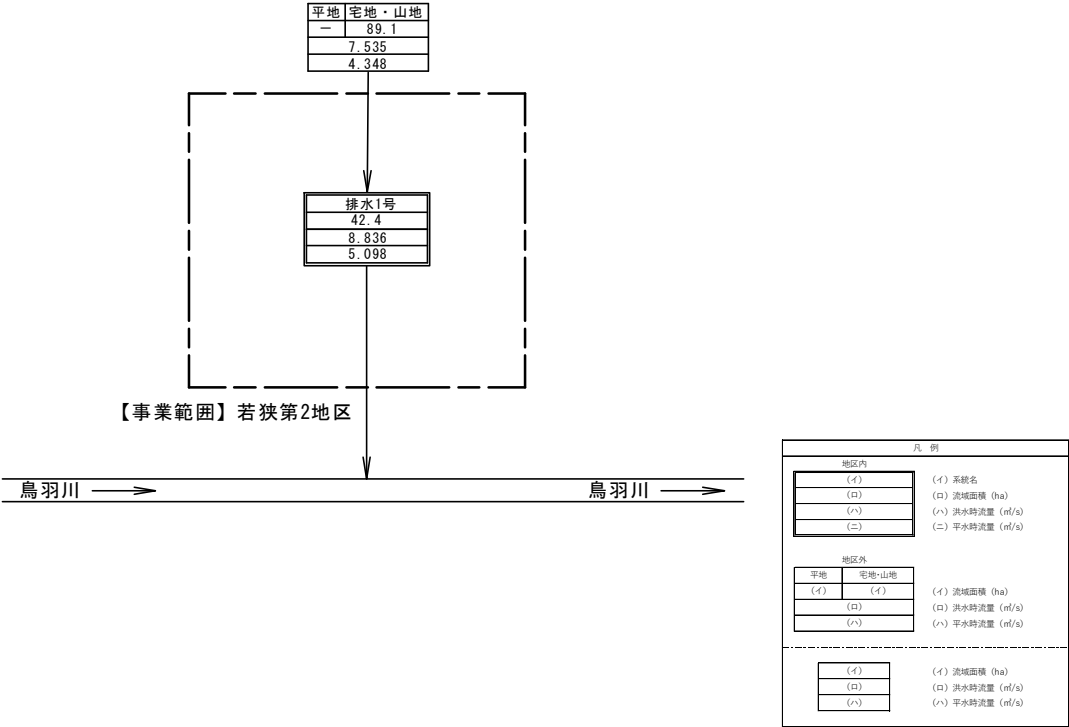 平地 宅地・山地
― 89.1
7.535
4.348
排水1号
42.4
8.836
5.098
【事業範囲】若狭第2地区
鳥羽川 鳥羽川
凡 例
地区内
(イ) (イ) 系統名
(ロ) (ロ) 流域面積 (ha)
(ハ) (ハ) 洪水時流量 (㎥/s)
(ニ) (ニ) 平水時流量 (㎥/s)
地区外
平地 宅地・山地
(イ) (イ) (イ) 流域面積 (ha)
(ロ) (ロ) 洪水時流量 (㎥/s)
(ハ) (ハ) 平水時流量 (㎥/s)
(イ) (イ) 流域面積 (ha)
(ロ) (ロ) 洪水時流量 (㎥/s)
(ハ) (ハ) 平水時流量 (㎥/s)